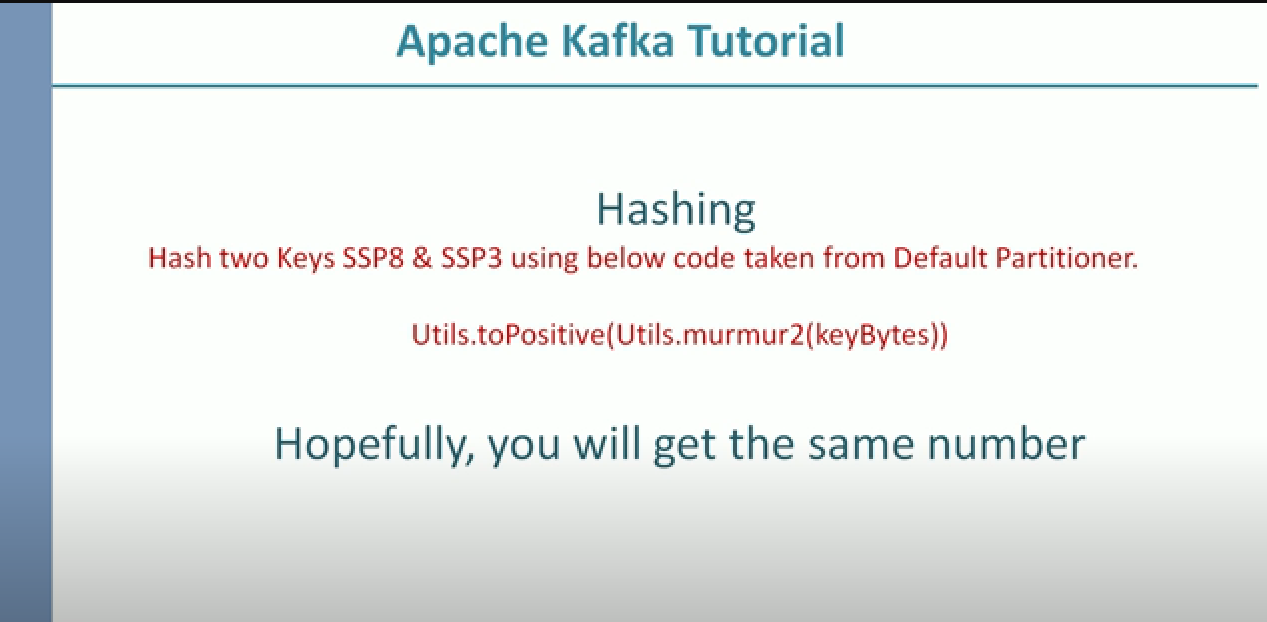 Apache Kafka Tutorial
Hashing
Hash two Keys SSP8 & SSP3 using below code taken from Default Partitioner.
Utils.toPositive(Utils.murmur2(keyBytes))
Hopefully, you will get the same number